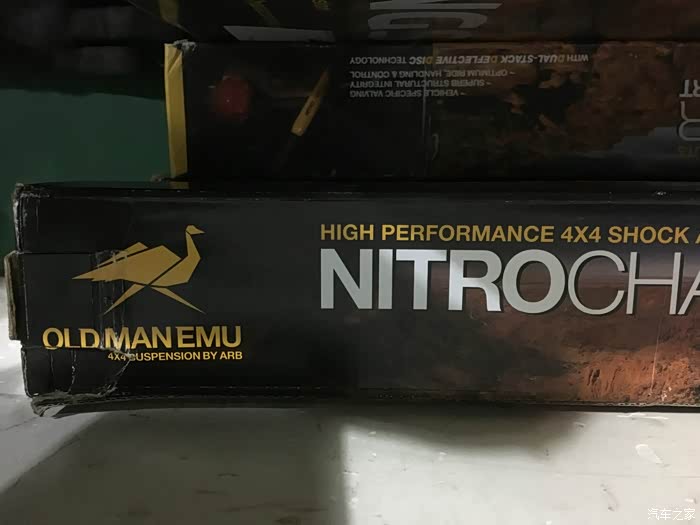 WITH DUAL-STACK DEFLECTIVE DISC TECHNOLOGY
~ OPTIMUM RIDE, HANDLING & CONTROL
~ SUPERB STRUCTURAL INTEGRITY
~ VEHICLE SPECIFIC VALVING
HIGH PERFORMANCE 4X4 SHOCK A
NITROCHA
OLD MAN EMU
4X4 SUSPENSION BY ARB
汽车之家